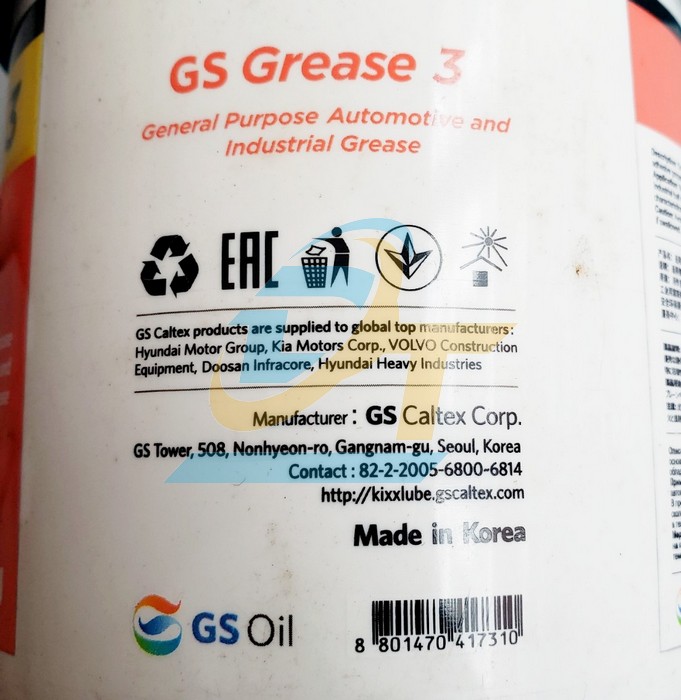 GS Grease 3
General Purpose Automotive and
Industrial Grease
EAC
GS Caltex products are supplied to global top manufacturers:
Hyundai Motor Group, Kia Motors Corp., VOLVO Construction
Equipment, Doosan Infracore, Hyundai Heavy Industries
Manufacturer : GS Caltex Corp.
GS Tower, 508, Nonhyeon-ro, Gangnam-gu, Seoul, Korea
Contact : 82-2-2005-6800-6814
http://kixxlube.gscaltex.com
Made in Korea
GS Oil
8 801470 417310